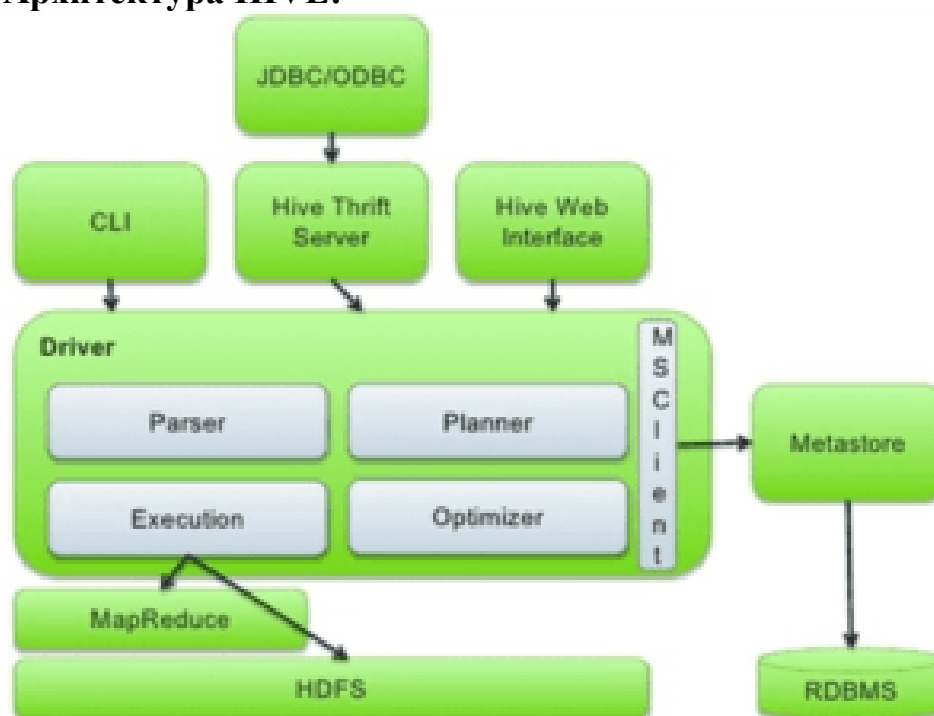 Архитектура HIVE:
JDBC/ODBC
CLI
Hive Thrift
Server
Hive Web
Interface
Driver
MSClient
Parser
Planner
Execution
Optimizer
Metastore
MapReduce
HDFS
RDBMS